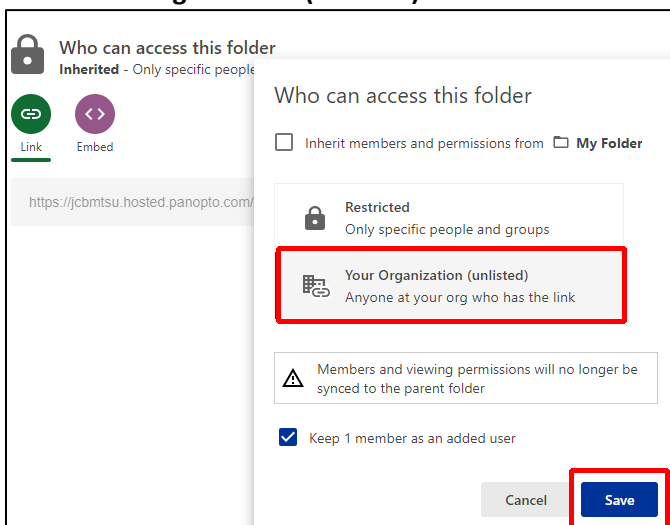 Who can access this folder
Inherited - Only specific people
Link
Embed
https://jcbmtsu.hosted.panopto.com/
Who can access this folder
Inherit members and permissions from My Folder
Restricted
Only specific people and groups
Your Organization (unlisted)
Anyone at your org who has the link
Members and viewing permissions will no longer be
synced to the parent folder
Keep 1 member as an added user
Cancel
Save